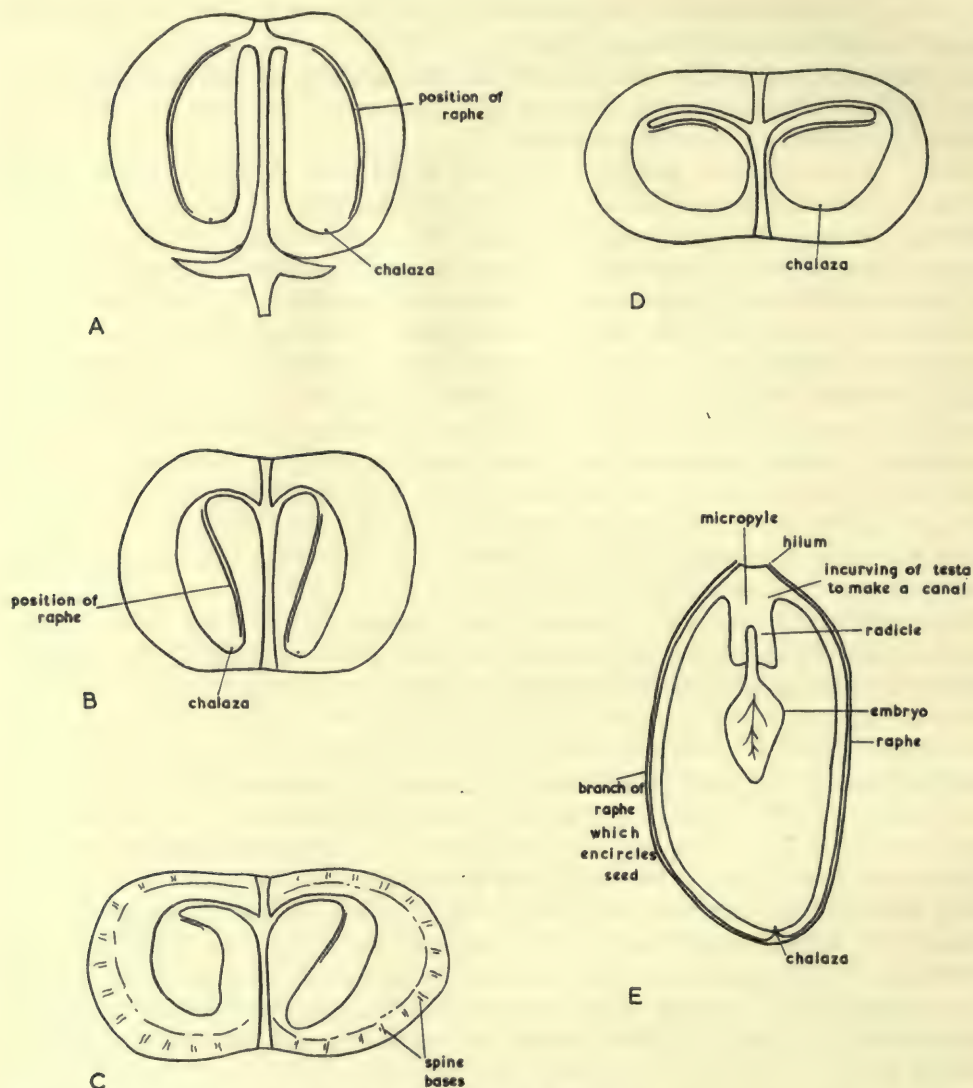 position of
raphe
chalaza
A
chalaza
D
position of
raphe
chalaza
B
micropyle
hilum
incurving of testa
to make a canal
radicle
embryo
raphe
branch of
raphe
which
encircles
seed
chalaza
E
spine
bases
C